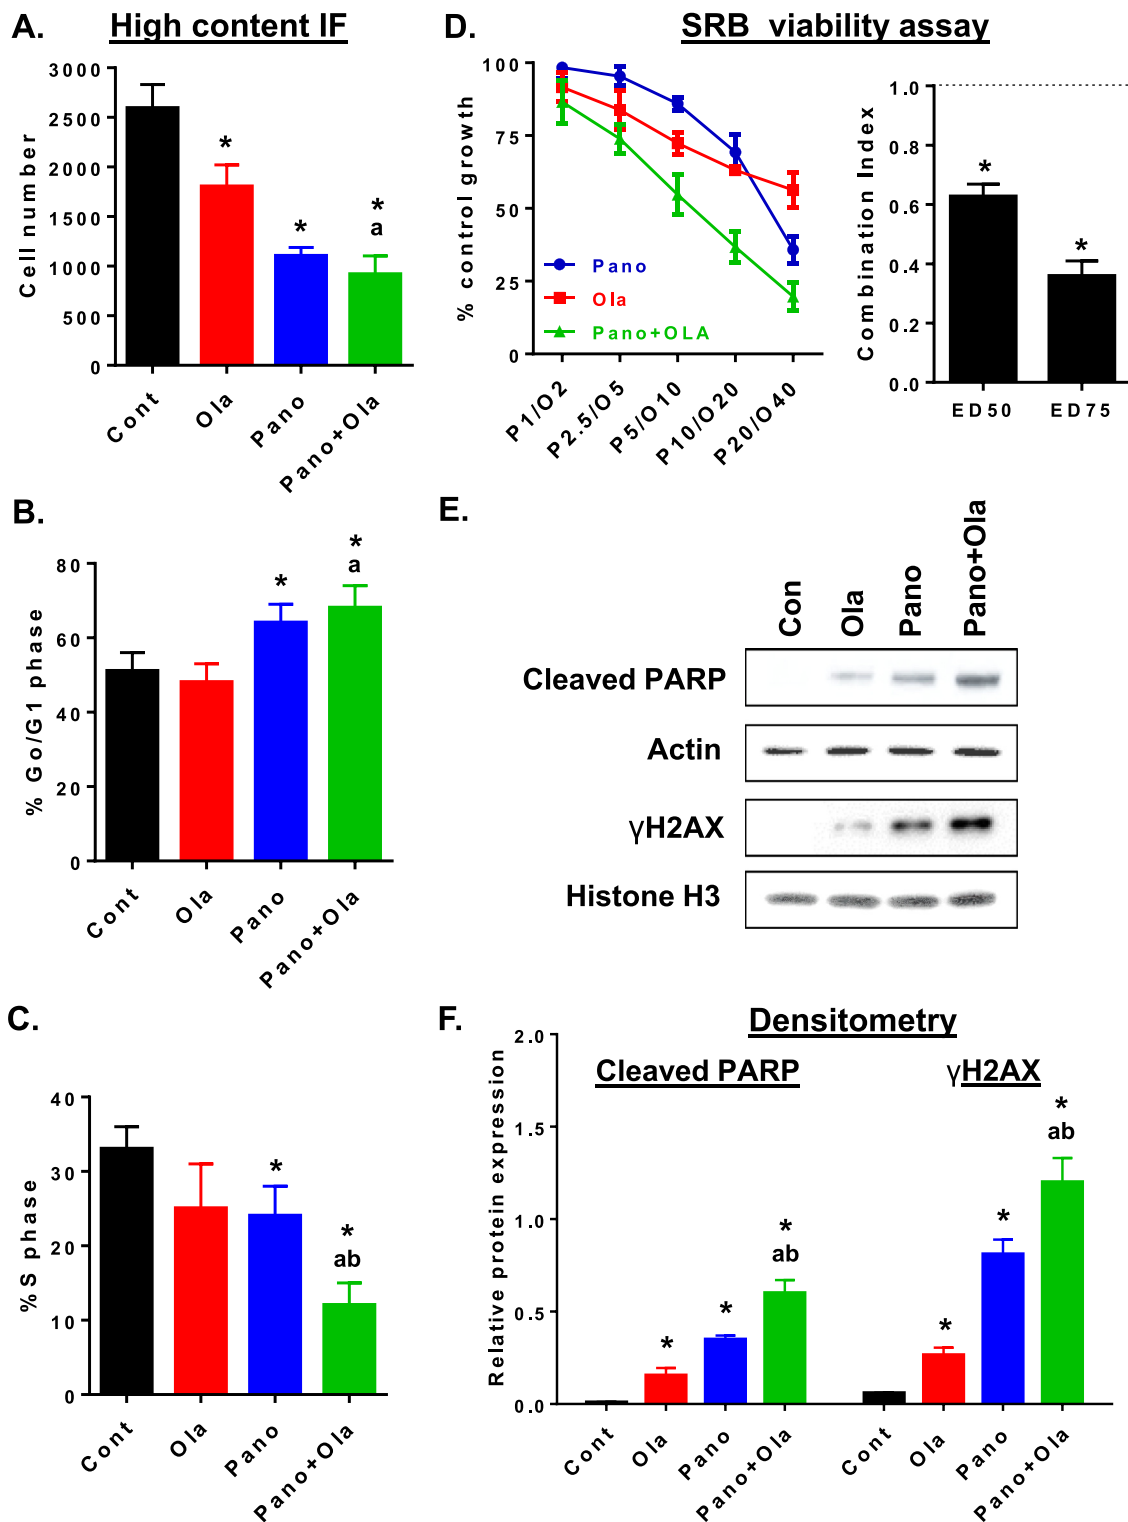 A.
High content IF
3000
2500
2000
1500
1000
500
0
Cell number
*
*
*
a
Cont
Ola
Pano
Pano+Ola
B.
80
60
40
20
0
% Go/G1 phase
*
*
a
Cont
Ola
Pano
Pano+Ola
C.
40
30
20
10
0
%S phase
*
*
ab
Cont
Ola
Pano
Pano+Ola
D.
SRB viability assay
100
75
50
25
0
% control growth
Pano
Ola
Pano+OLA
P1/O2
P2.5/O5
P5/O10
P10/O20
P20/O40
1.0
0.8
0.6
0.4
0.2
0.0
Combination Index
*
*
ED50
ED75
E.
Con
Ola
Pano
Pano+Ola
Cleaved PARP
Actin
γH2AX
Histone H3
F.
Densitometry
2.0
1.5
1.0
0.5
0.0
Relative protein expression
Cleaved PARP
γH2AX
*
*
*
ab
*
*
*
ab
Cont
Ola
Pano
Pano+Ola
Cont
Ola
Pano
Pano+Ola